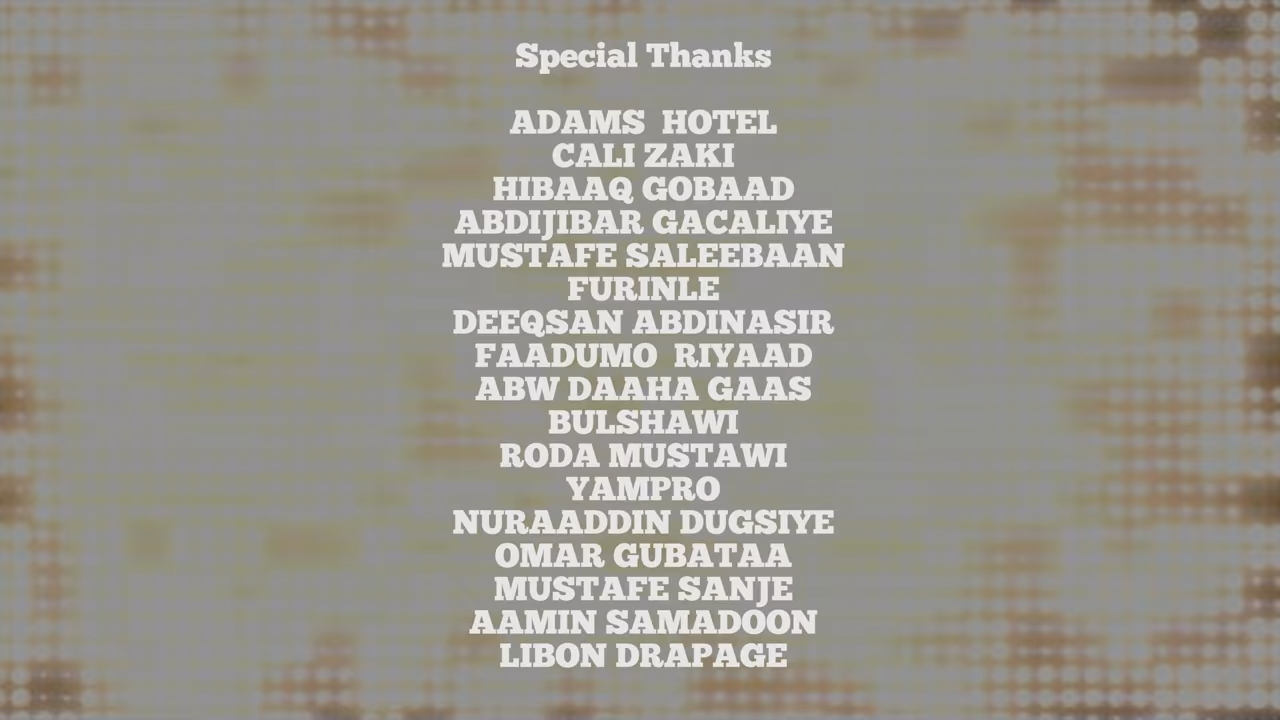 Special Thanks
ADAMS HOTEL
CALI ZAKI
HIBAAQ GOBAAD
ABDIJIBAR GACALIYE
MUSTAFE SALEEBAAN
FURINLE
DEEQSAN ABDINASIR
FAADUMO RIYAAD
ABW DAAHA GAAS
BULSHAWI
RODA MUSTAWI
YAMPRO
NURAADDIN DUGSIYE
OMAR GUBATAA
MUSTAFE SANJE
AAMIN SAMADOON
LIBON DRAPAGE